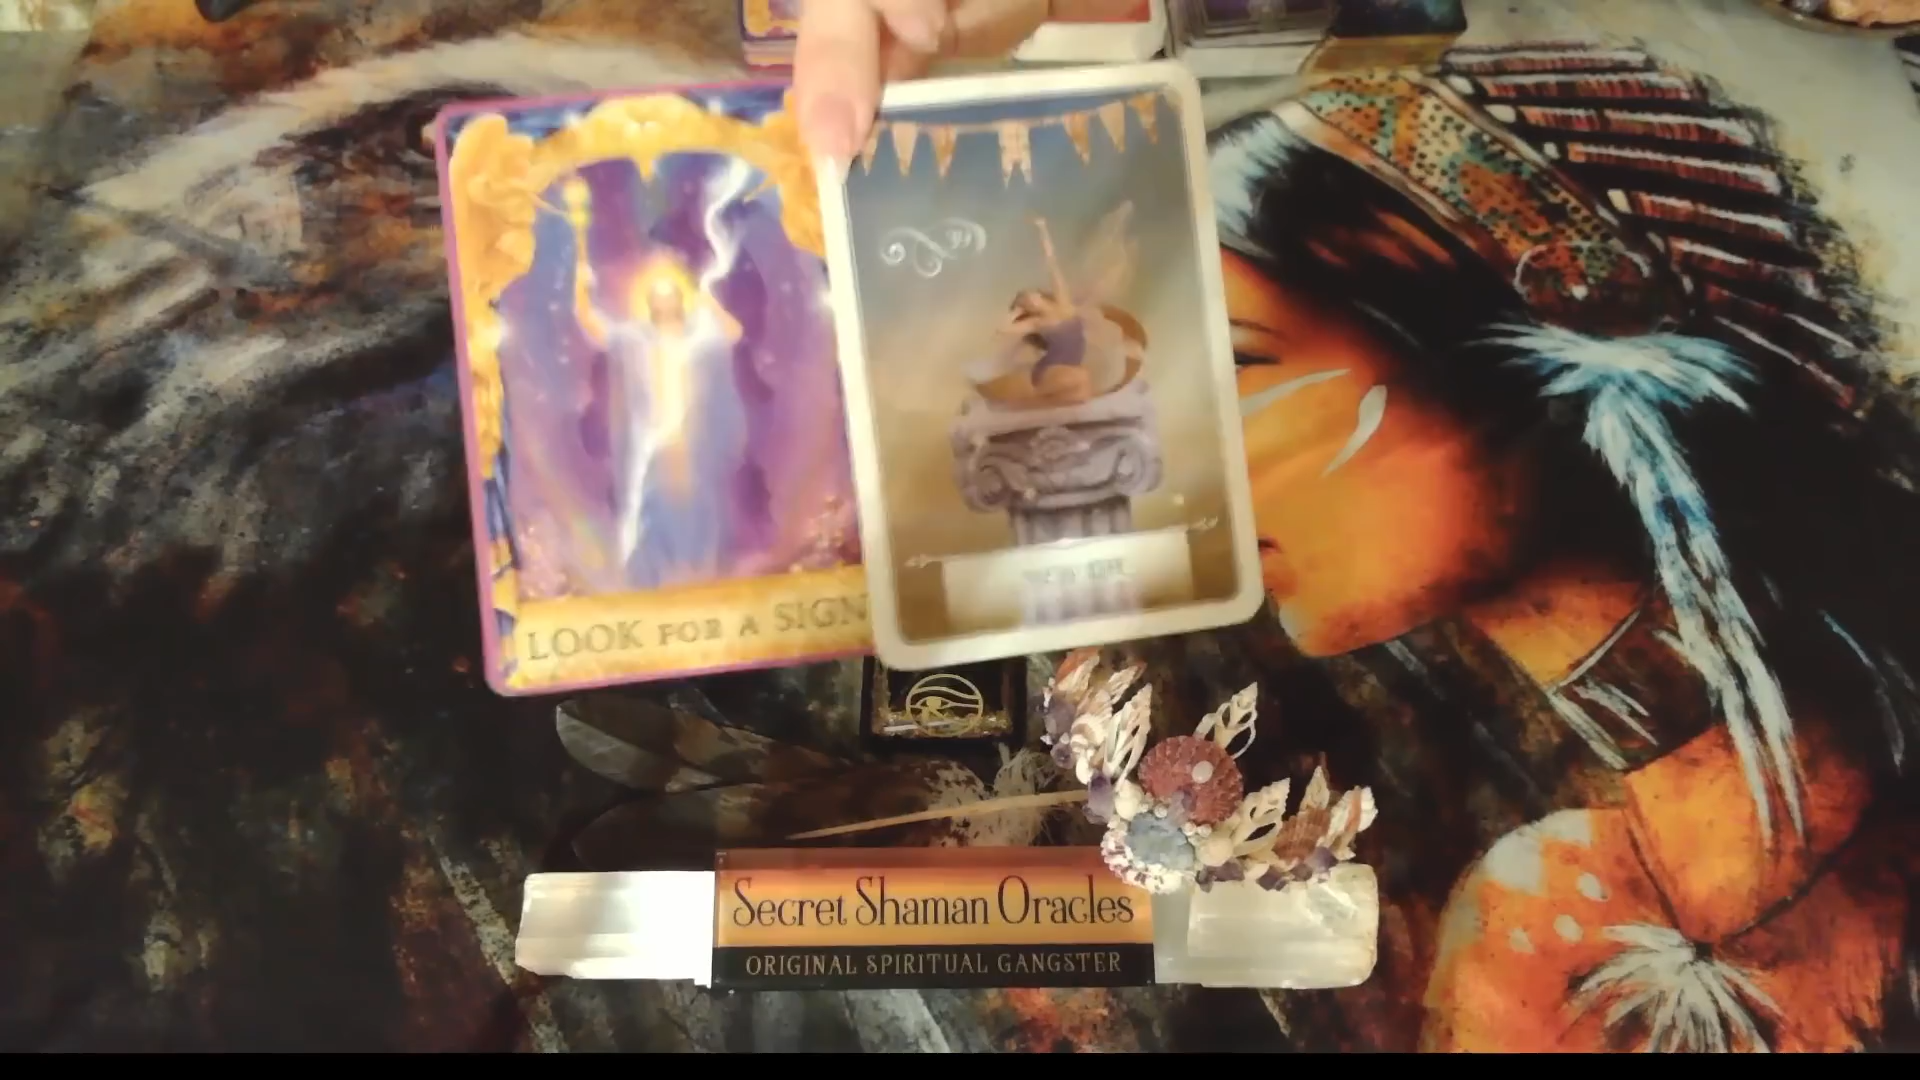 LOOK FOR A SIGN
Secret Shaman Oracles
ORIGINAL SPIRITUAL GANGSTER